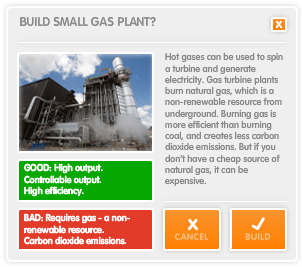 BUILD SMALL GAS PLANT?
Hot gases can be used to spin
a turbine and generate
electricity. Gas turbine plants
burn natural gas, which is a
non-renewable resource from
underground. Burning gas is
more efficient than burning
coal, and creates less carbon
dioxide emissions. But if you
don't have a cheap source of
natural gas, it can be
expensive.
GOOD: High output.
Controllable output.
High efficiency.
BAD: Requires gas - a non-
renewable resource.
Carbon dioxide emissions.
CANCEL
BUILD